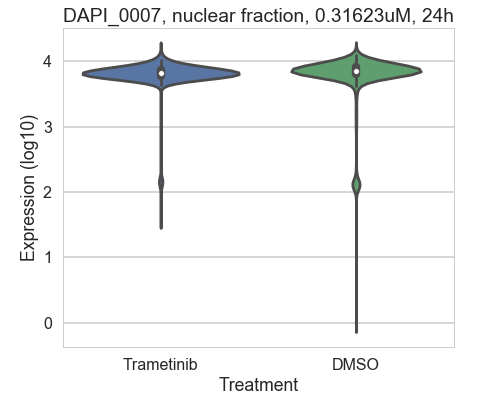 DAPI_0007, nuclear fraction, 0.31623uM, 24h
Expression (log10)
4
3
2
1
0
Trametinib
DMSO
Treatment